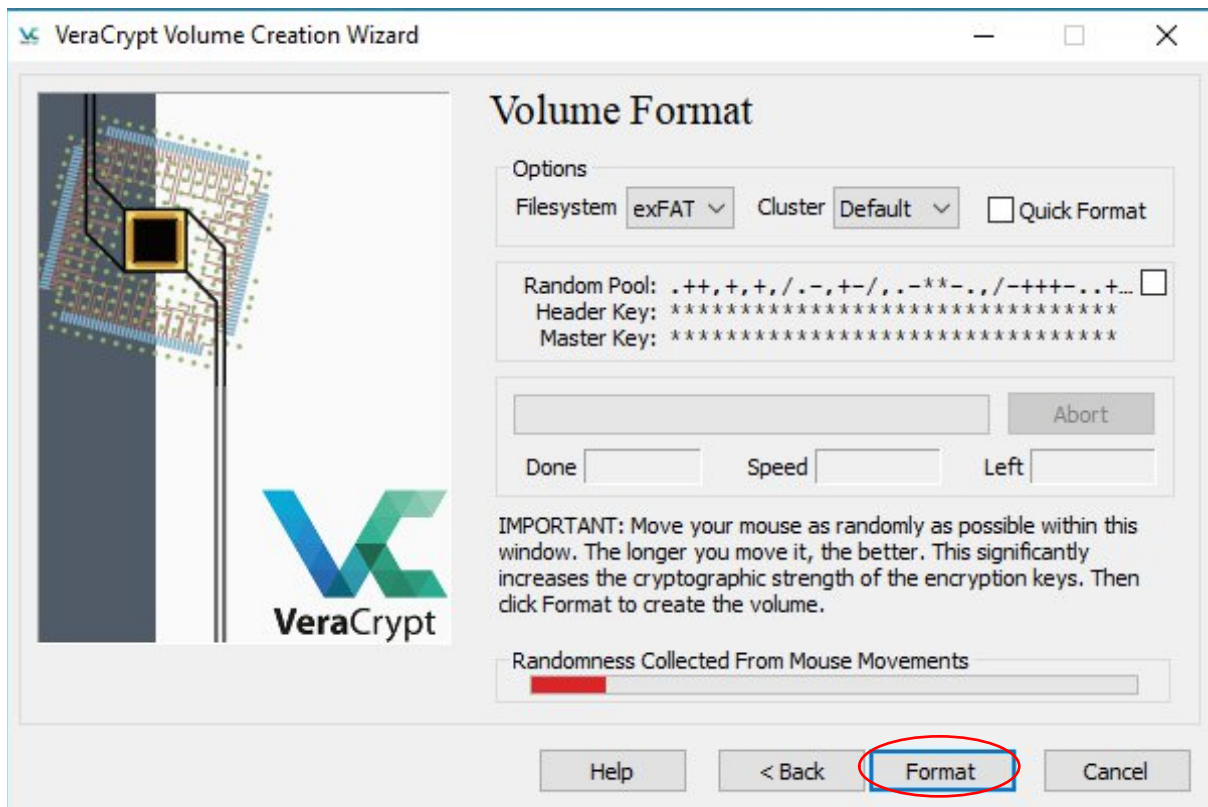 VeraCrypt Volume Creation Wizard
Volume Format
Options
Filesystem exFAT Cluster Default Quick Format
Random Pool: .++,+,+,/.-,+-/,.-**-.,/-+++-..+...
Header Key: ********************************
Master Key: ********************************
Abort
Done Speed Left
IMPORTANT: Move your mouse as randomly as possible within this
window. The longer you move it, the better. This significantly
increases the cryptographic strength of the encryption keys. Then
click Format to create the volume.
VeraCrypt
Randomness Collected From Mouse Movements
Help < Back Format Cancel